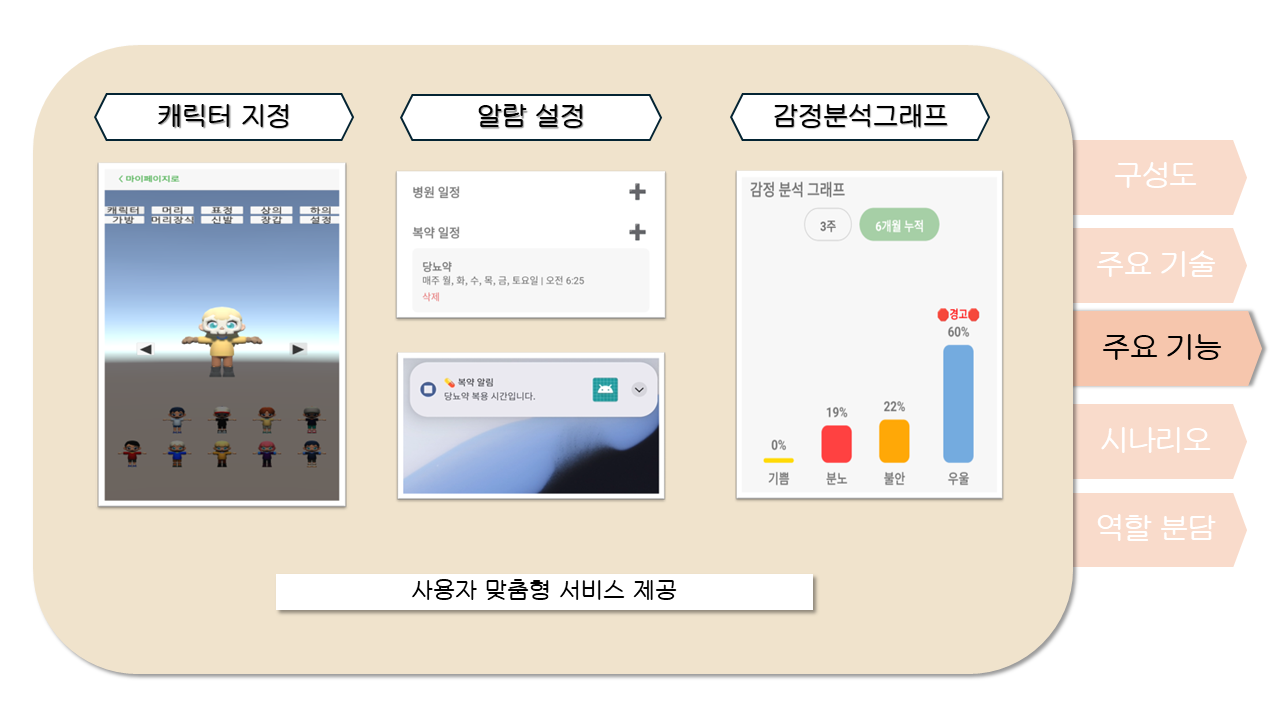 캐릭터 지정
알람 설정
감정분석그래프
< 마이페이지로
캐릭터 머리 표정 상의 하의
가방 머리장식 신발 장갑 설정
병원 일정
복약 일정
당뇨약
매주 월, 화, 수, 목, 금, 토요일 | 오전 6:25
삭제
복약 알림
당뇨약 복용 시간입니다.
감정 분석 그래프
3주 6개월 누적
경고
60%
22%
19%
0%
기쁨 분노 불안 우울
사용자 맞춤형 서비스 제공
구성도
주요 기술
주요 기능
시나리오
역할 분담